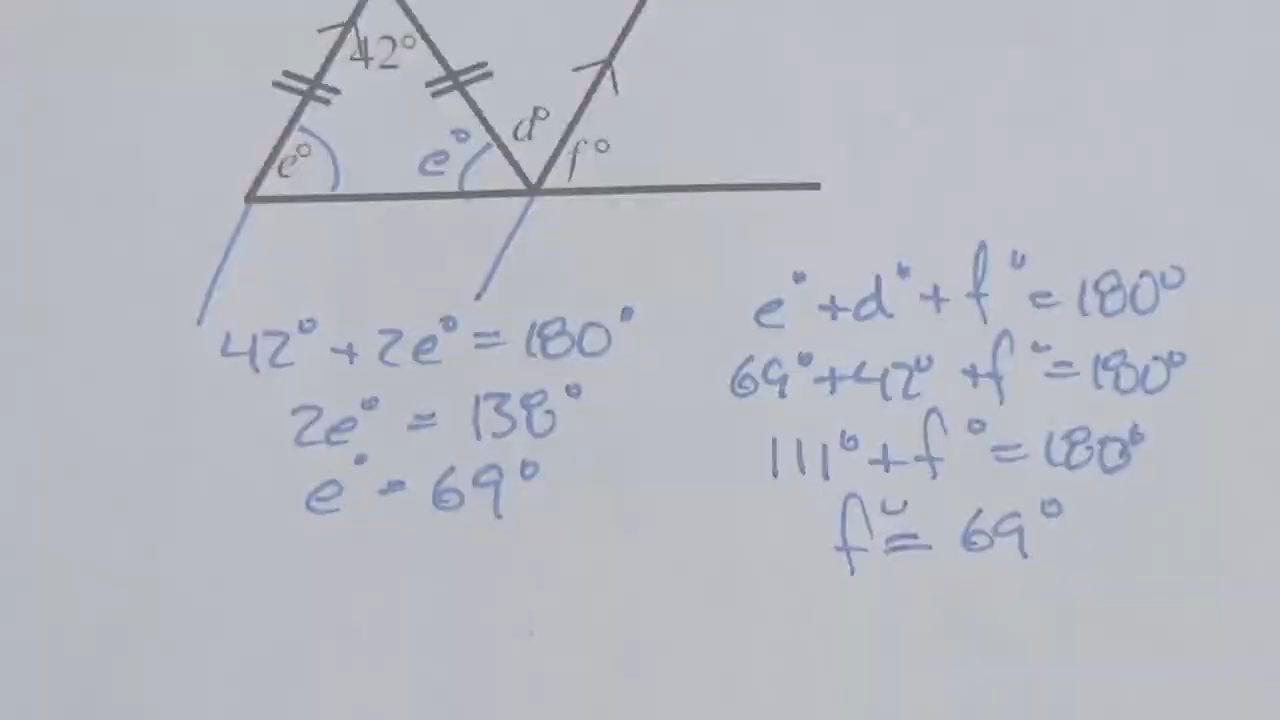 42°
d°
e° e° f°
42° + 2e° = 180°
2e° = 138°
e° = 69°
e° + d° + f° = 180°
69° + 42° + f° = 180°
111° + f° = 180°
f° = 69°